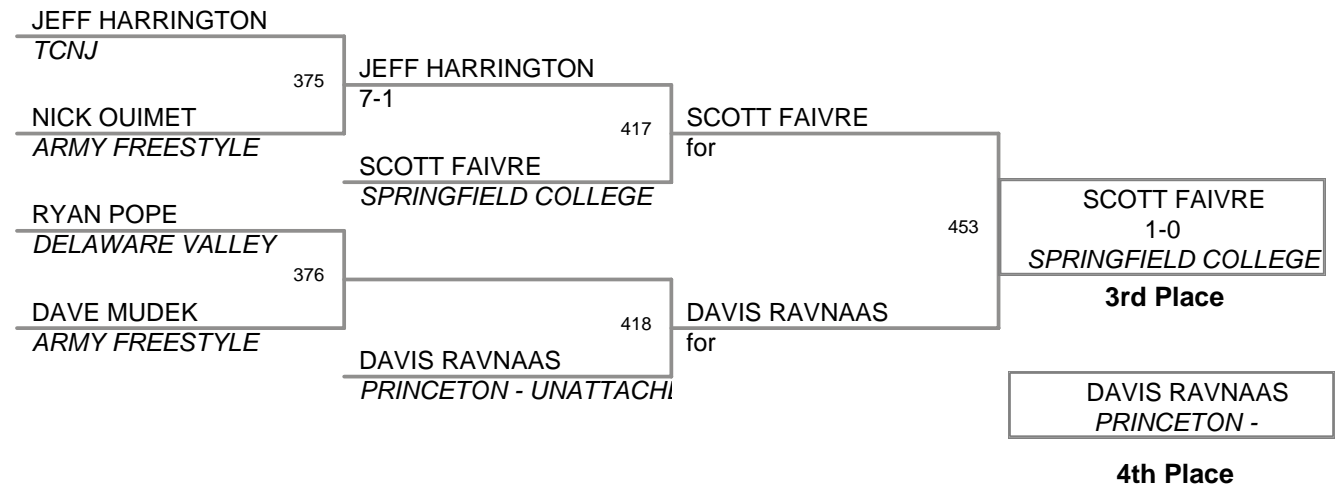 JEFF HARRINGTON
TCNJ
375
NICK OUIMET
ARMY FREESTYLE
RYAN POPE
DELAWARE VALLEY
376
DAVE MUDEK
ARMY FREESTYLE
JEFF HARRINGTON
7-1
417
SCOTT FAIVRE
SPRINGFIELD COLLEGE
418
DAVIS RAVNAAS
PRINCETON - UNATTACHE
SCOTT FAIVRE
for
453
DAVIS RAVNAAS
for
SCOTT FAIVRE
1-0
SPRINGFIELD COLLEGE
3rd Place
DAVIS RAVNAAS
PRINCETON -
4th Place